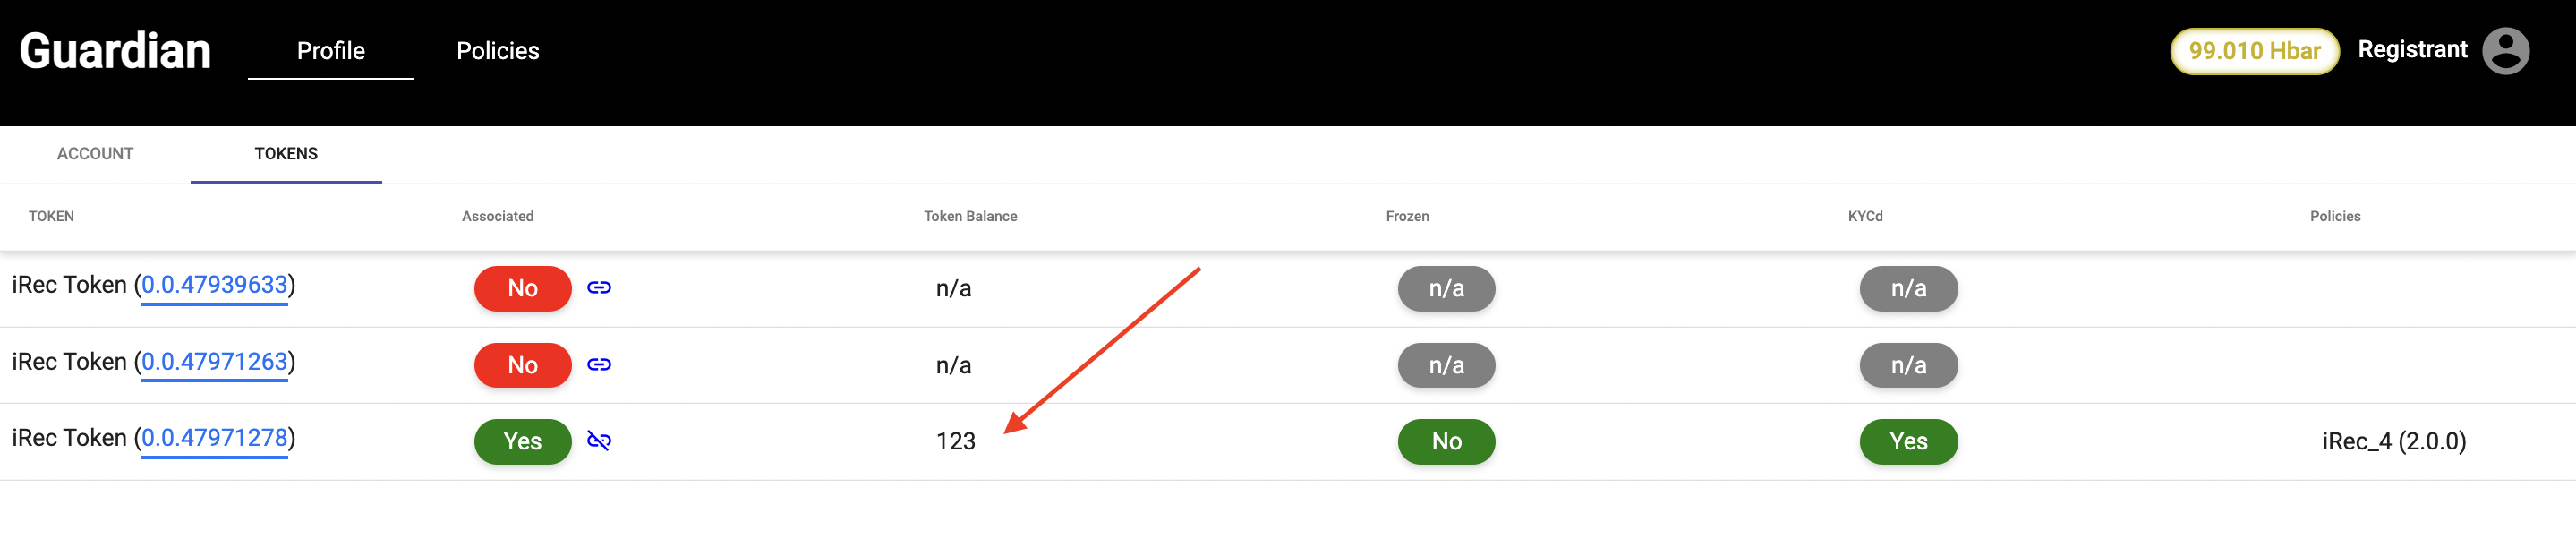 Guardian Profile Policies 99.010 Hbar Registrant
ACCOUNT TOKENS
TOKEN Associated Token Balance Frozen KYCd Policies
iRec Token (0.0.47939633) No n/a n/a n/a
iRec Token (0.0.47971263) No n/a n/a n/a
iRec Token (0.0.47971278) Yes 123 No Yes iRec_4 (2.0.0)